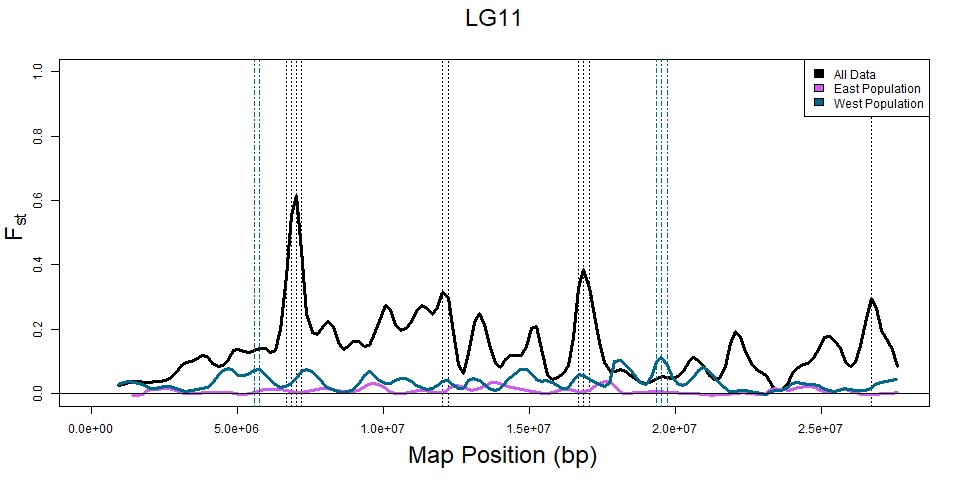 LG11
All Data
East Population
West Population
Fst
1.0
0.8
0.6
0.4
0.2
0.0
0.0e+00 5.0e+06 1.0e+07 1.5e+07 2.0e+07 2.5e+07
Map Position (bp)